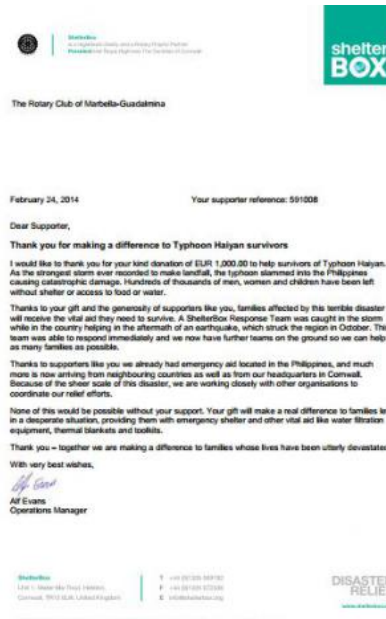 ShelterBox
shelter
BOX
The Rotary Club of Marbella-Guadalmina
February 24, 2014
Your supporter reference: 591008
Dear Supporter,
Thank you for making a difference to Typhoon Haiyan survivors
I would like to thank you for your kind donation of EUR 1,000.00 to help survivors of Typhoon Haiyan.
As the strongest storm ever recorded to make landfall, the typhoon slammed into the Philippines
causing catastrophic damage. Hundreds of thousands of men, women and children have been left
without shelter or access to food or water.
Thanks to your gift and the generosity of supporters like you, families affected by this terrible disaster
will receive the vital aid they need to survive. A ShelterBox Response Team was caught in the storm
while in the country helping in the aftermath of an earthquake, which struck the region in October. This
team was able to respond immediately and we now have further teams on the ground so we can help
as many families as possible.
Thanks to supporters like you we already had emergency aid located in the Philippines, and much
more is now arriving from neighbouring countries as well as from our headquarters in Cornwall.
Because of the sheer scale of this disaster, we are working closely with other organisations to
coordinate our relief efforts.
None of this would be possible without your support. Your gift will make a real difference to families le
in a desperate situation, providing them with emergency shelter and other vital aid like water filtration
equipment, thermal blankets and toolkits.
Thank you – together we are making a difference to families whose lives have been utterly devastated
With very best wishes,
Alf Evans
Alf Evans
Operations Manager
ShelterBox
T
F
E
DISASTER
RELIEF